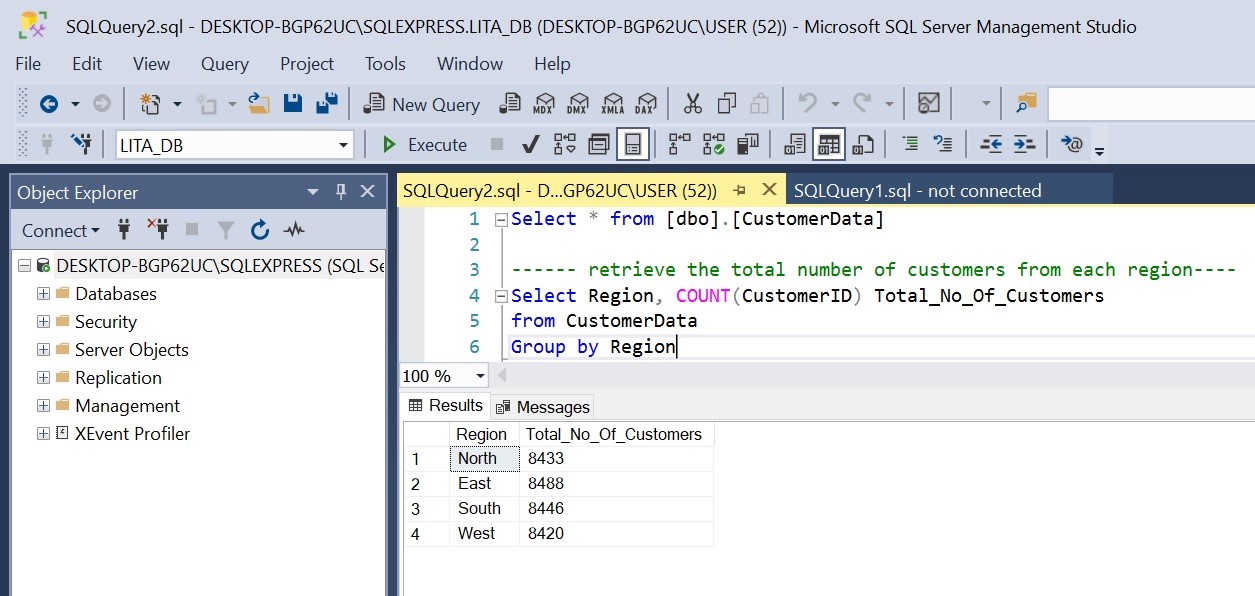 SQLQuery2.sql - DESKTOP-BGP62UC\SQLEXPRESS.LITA_DB (DESKTOP-BGP62UC\USER (52)) - Microsoft SQL Server Management Studio
File Edit View Query Project Tools Window Help
New Query MDX DMX XMLA DAX
LITA_DB Execute
Object Explorer
Connect
DESKTOP-BGP62UC\SQLEXPRESS (SQL Se
Databases
Security
Server Objects
Replication
Management
XEvent Profiler
SQLQuery2.sql - D...GP62UC\USER (52)) SQLQuery1.sql - not connected
1 Select * from [dbo].[CustomerData]
2
3 ------ retrieve the total number of customers from each region----
4 Select Region, COUNT(CustomerID) Total_No_Of_Customers
5 from CustomerData
6 Group by Region
100 %
Results Messages
Region Total_No_Of_Customers
1 North 8433
2 East 8488
3 South 8446
4 West 8420